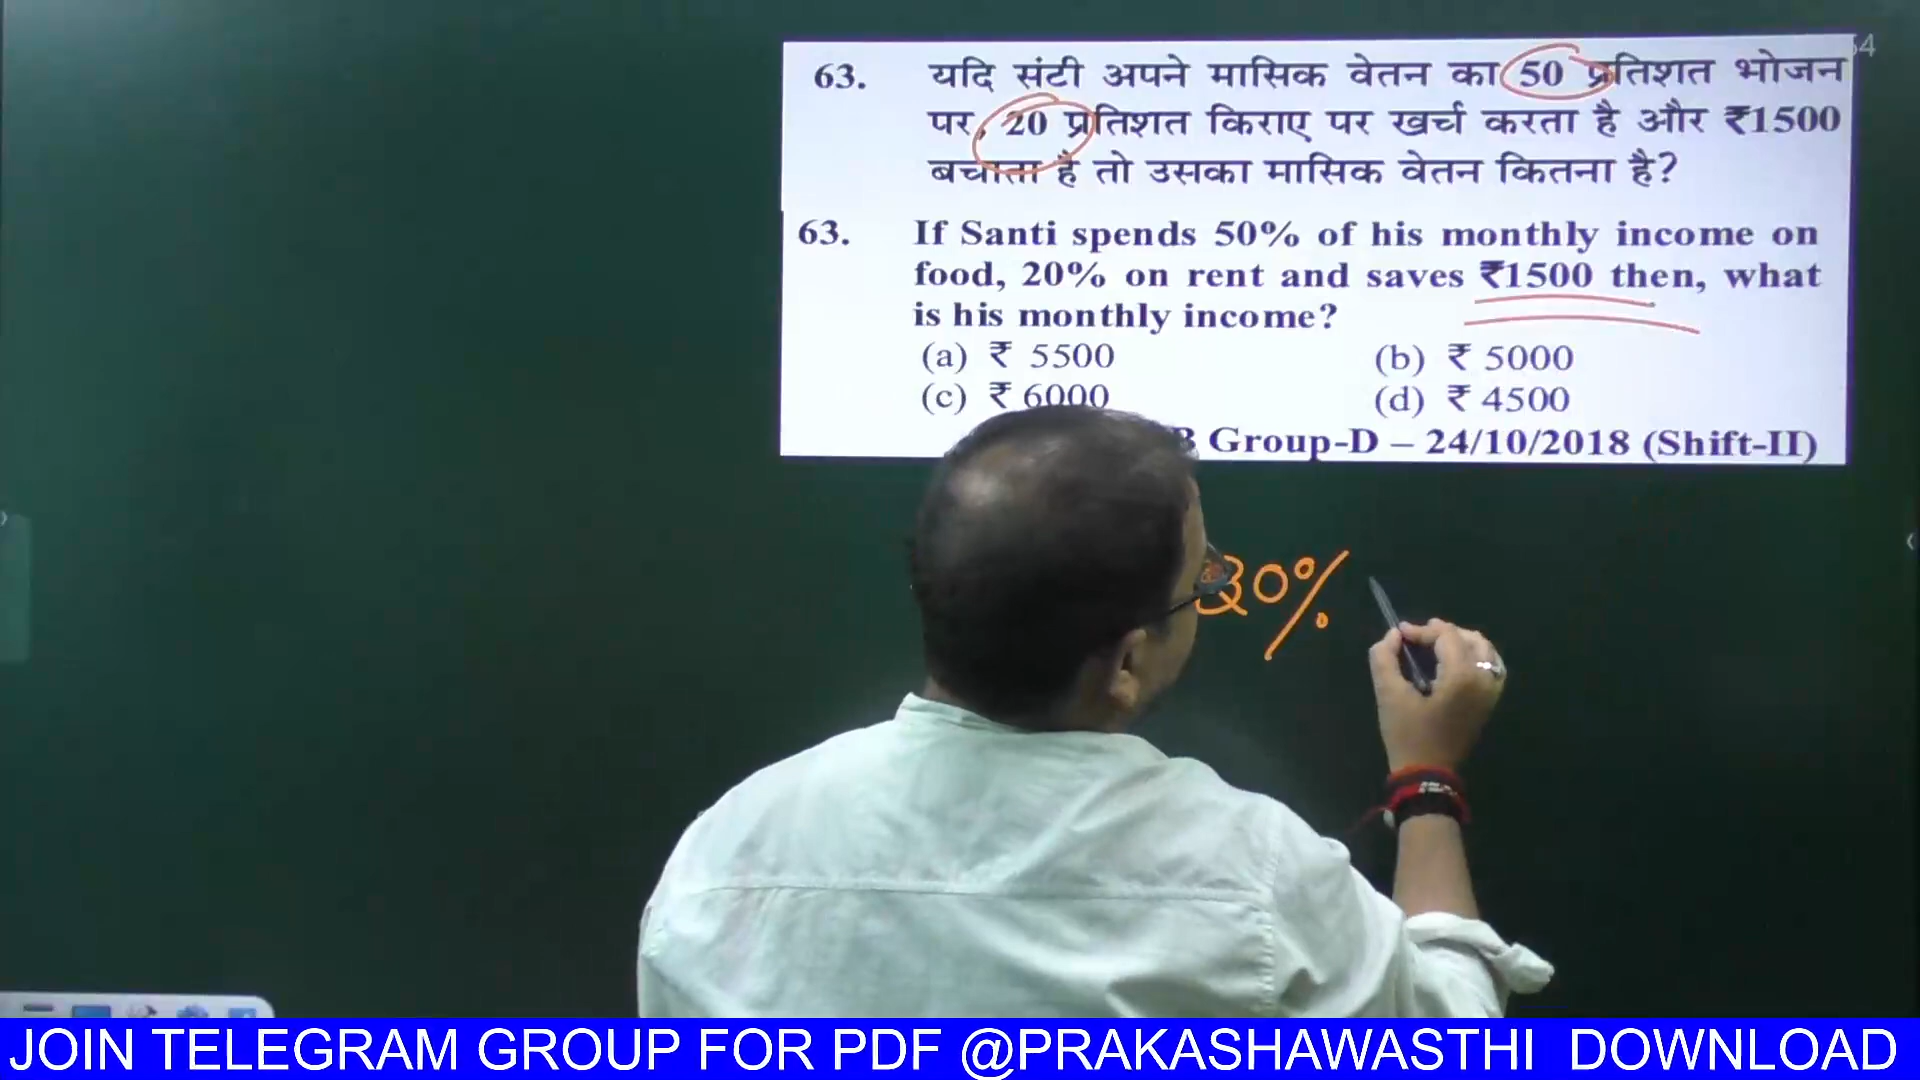 54
63. यदि संटी अपने मासिक वेतन का 50 प्रतिशत भोजन
पर, 20 प्रतिशत किराए पर खर्च करता है और ₹1500
बचाता है तो उसका मासिक वेतन कितना है?
63. If Santi spends 50% of his monthly income on
food, 20% on rent and saves ₹1500 then, what
is his monthly income?
(a) ₹ 5500 (b) ₹ 5000
(c) ₹ 6000 (d) ₹ 4500
Group-D – 24/10/2018 (Shift-II)
30%
JOIN TELEGRAM GROUP FOR PDF @PRAKASHAWASTHI DOWNLOAD